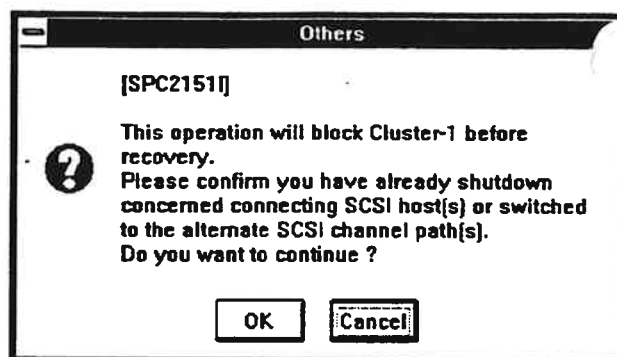 Others
[SPC2151I]
This operation will block Cluster-1 before
recovery.
Please confirm you have already shutdown
concerned connecting SCSI host(s) or switched
to the alternate SCSI channel path(s).
Do you want to continue ?
OK
Cancel